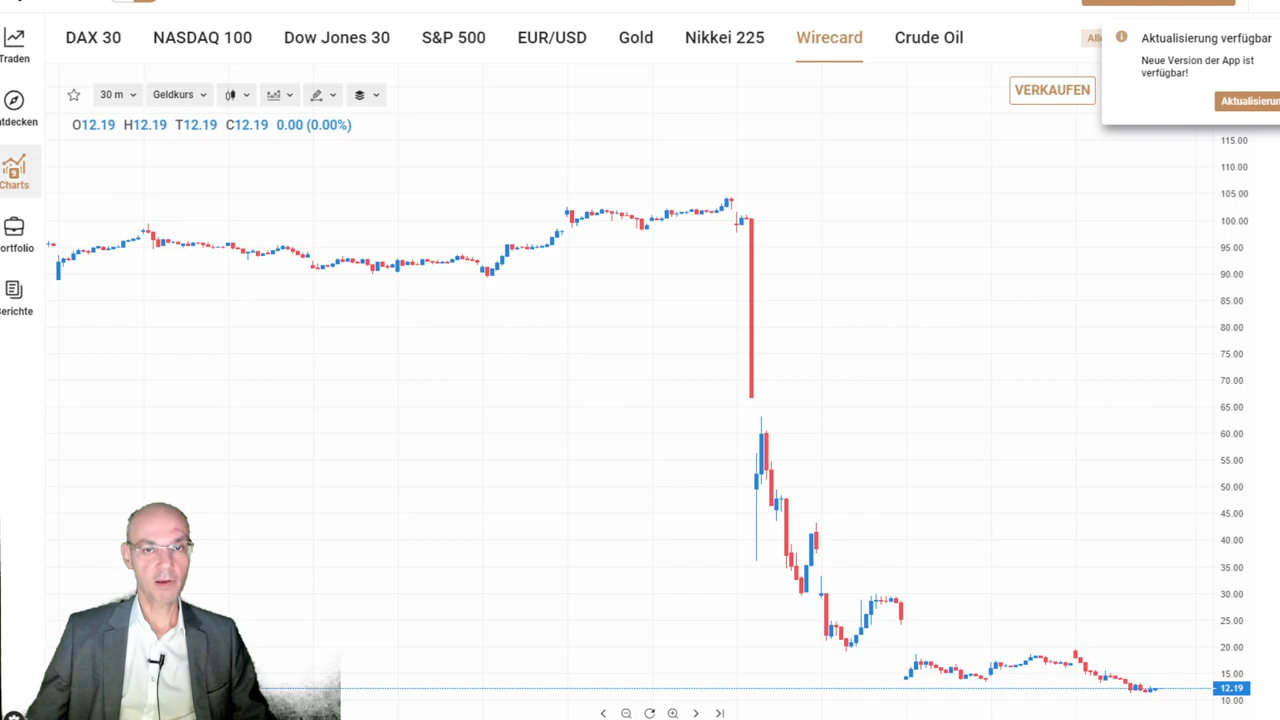 DAX 30 NASDAQ 100 Dow Jones 30 S&P 500 EUR/USD Gold Nikkei 225 Wirecard Crude Oil
Aktualisierung verfügbar
Neue Version der App ist
verfügbar!
Traden
30 m Geldkurs
VERKAUFEN
O12.19 H12.19 T12.19 C12.19 0.00 (0.00%)
115.00
110.00
Charts
105.00
100.00
95.00
90.00
85.00
80.00
75.00
70.00
65.00
60.00
55.00
50.00
45.00
40.00
35.00
30.00
25.00
20.00
15.00
12.19
10.00